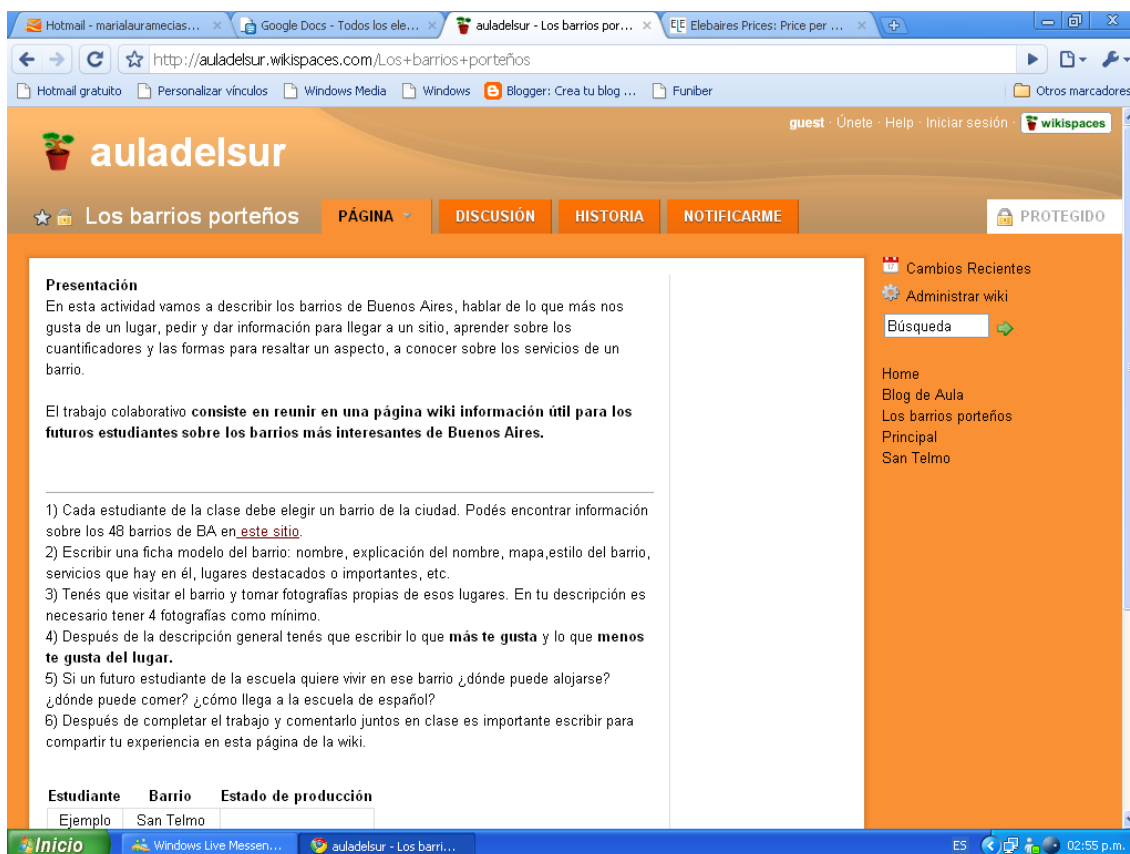 Hotmail - marialauramecias...
Google Docs - Todos los ele...
auladelsur - Los barrios por...
Elebaires Prices: Price per ...
http://auladelsur.wikispaces.com/Los+barrios+porteños
Hotmail gratuito
Personalizar vínculos
Windows Media
Windows
Blogger: Crea tu blog ...
Funiber
Otros marcadores
guest · Únete · Help · Iniciar sesión · wikispaces
auladelsur
Los barrios porteños
PÁGINA
DISCUSIÓN
HISTORIA
NOTIFICARME
PROTEGIDO
Presentación
En esta actividad vamos a describir los barrios de Buenos Aires, hablar de lo que más nos
gusta de un lugar, pedir y dar información para llegar a un sitio, aprender sobre los
cuantificadores y las formas para resaltar un aspecto, a conocer sobre los servicios de un
barrio.
El trabajo colaborativo consiste en reunir en una página wiki información útil para los
futuros estudiantes sobre los barrios más interesantes de Buenos Aires.
1) Cada estudiante de la clase debe elegir un barrio de la ciudad. Podés encontrar información
sobre los 48 barrios de BA en este sitio.
2) Escribir una ficha modelo del barrio: nombre, explicación del nombre, mapa,estilo del barrio,
servicios que hay en él, lugares destacados o importantes, etc.
3) Tenés que visitar el barrio y tomar fotografías propias de esos lugares. En tu descripción es
necesario tener 4 fotografías como mínimo.
4) Después de la descripción general tenés que escribir lo que más te gusta y lo que menos
te gusta del lugar.
5) Si un futuro estudiante de la escuela quiere vivir en ese barrio ¿dónde puede alojarse?
¿dónde puede comer? ¿cómo llega a la escuela de español?
6) Después de completar el trabajo y comentarlo juntos en clase es importante escribir para
compartir tu experiencia en esta página de la wiki.
Estudiante Barrio Estado de producción
Ejemplo San Telmo
Cambios Recientes
Administrar wiki
Búsqueda
Home
Blog de Aula
Los barrios porteños
Principal
San Telmo
Inicio
Windows Live Messen...
auladelsur - Los barri...
ES
02:55 p.m.